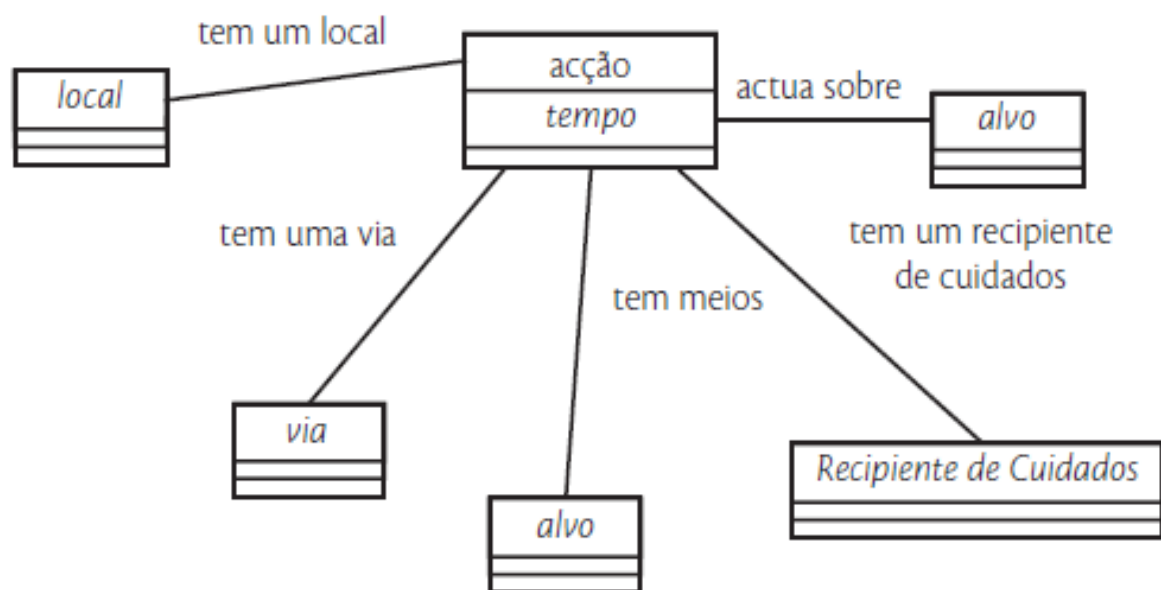 tem um local
acção
local
tempo
actua sobre
alvo
tem uma via
tem um recipiente
de cuidados
tem meios
via
Recipiente de Cuidados
alvo